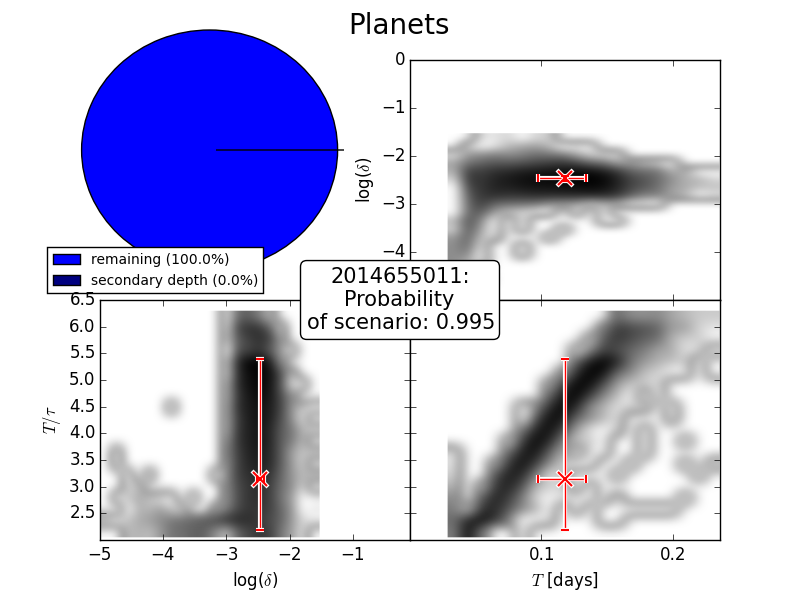 Planets
0
−1
−2
−3
−4
log(δ)
remaining (100.0%)
secondary depth (0.0%)
2014655011:
Probability
of scenario: 0.995
6.5
6.0
5.5
5.0
4.5
4.0
3.5
3.0
2.5
T/τ
−5 −4 −3 −2 −1
log(δ)
0.1 0.2
T [days]